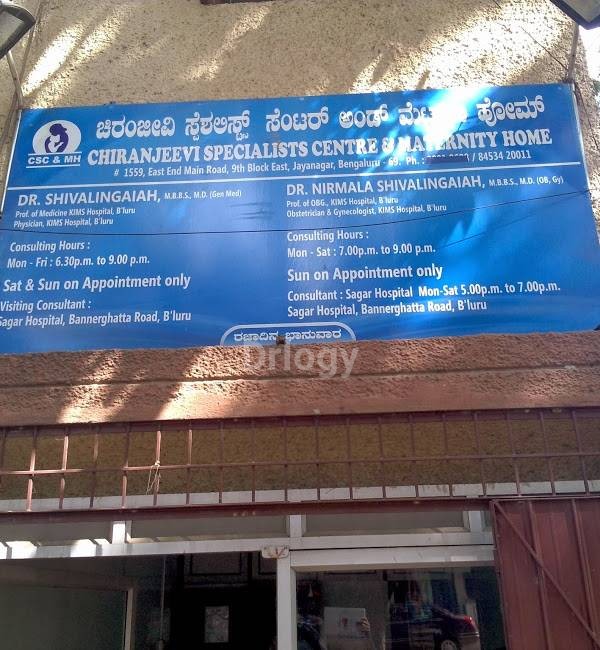 ಚಿರಂಜೀವಿ ಸ್ಪೆಶಲಿಸ್ಟ್ಸ್ ಸೆಂಟರ್ ಅಂಡ್ ಹೋಮ್
CSC & MH
CHIRANJEEVI SPECIALISTS CENTRE & MATERNITY HOME
# 1559, East End Main Road, 9th Block East, Jayanagar, Bengaluru - 69. Ph : / 84534 20011
DR. SHIVALINGAIAH, M.B.B.S., M.D. (Gen Med)
Prof. of Medicine KIMS Hospital, B'luru
Physician, KIMS Hospital, B'luru
Consulting Hours :
Mon - Fri : 6.30p.m. to 9.00 p.m.
Sat & Sun on Appointment only
Visiting Consultant :
Sagar Hospital, Bannerghatta Road, B'luru
DR. NIRMALA SHIVALINGAIAH, M.B.B.S., M.D. (OB, Gy)
Prof. of OBG., KIMS Hospital, B'luru
Obstetrician & Gynecologist, KIMS Hospital, B'luru
Consulting Hours :
Mon - Sat : 7.00p.m. to 9.00 p.m.
Sun on Appointment only
Consultant : Sagar Hospital Mon-Sat 5.00p.m. to 7.00p.m.
Sagar Hospital, Bannerghatta Road, B'luru
ರಜಾದಿನ ಭಾನುವಾರ
Drlogy